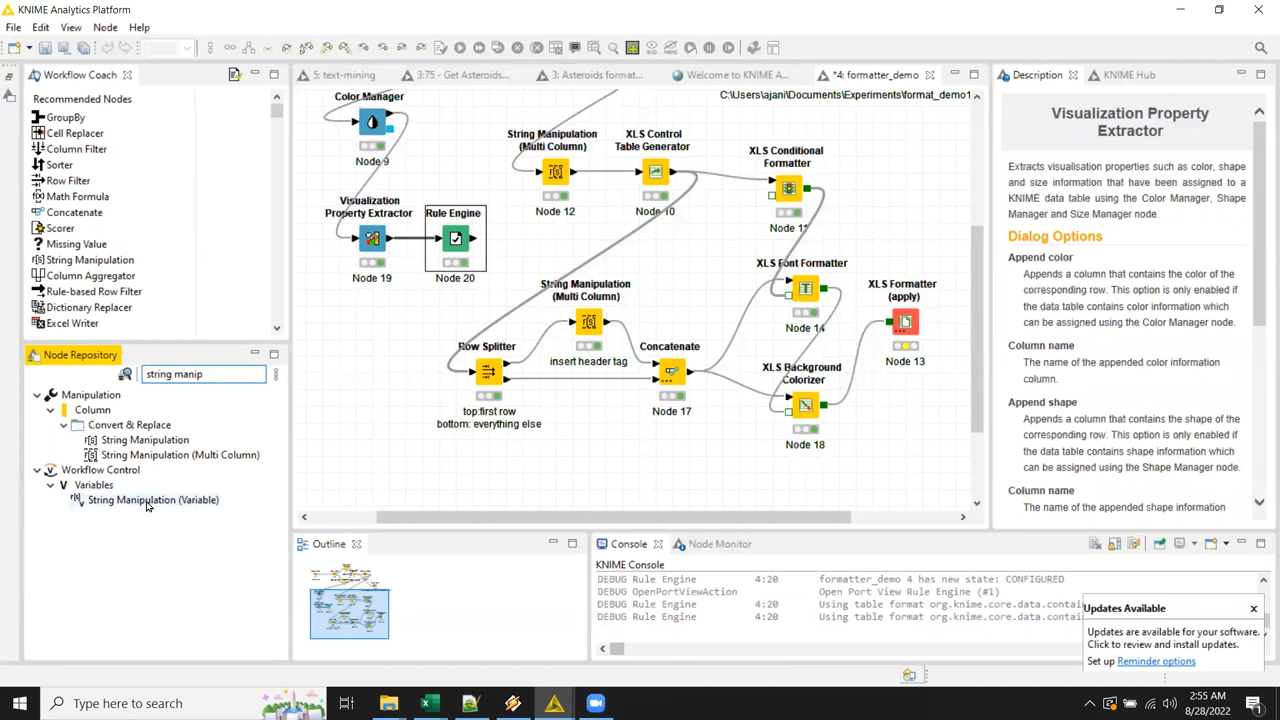 KNIME Analytics Platform
File Edit View Node Help
Workflow Coach
Recommended Nodes
GroupBy
Cell Replacer
Column Filter
Sorter
Row Filter
Math Formula
Concatenate
Scorer
Missing Value
String Manipulation
Column Aggregator
Rule-based Row Filter
Dictionary Replacer
Excel Writer
Node Repository
string manip
Manipulation
Column
Convert & Replace
String Manipulation
String Manipulation (Multi Column)
Workflow Control
Variables
String Manipulation (Variable)
5: text-mining
3:75 - Get Asteroids...
3: Asteroids format...
Welcome to KNIME A...
*4: formatter_demo
C:\Users\ajani\Documents\Experiments\format_demo1
Color Manager
Node 9
String Manipulation
(Multi Column)
Node 12
XLS Control
Table Generator
Node 10
XLS Conditional
Formatter
Node 11
Visualization
Property Extractor
Node 19
Rule Engine
Node 20
XLS Font Formatter
Node 14
String Manipulation
(Multi Column)
insert header tag
XLS Formatter
(apply)
Node 13
Row Splitter
top:first row
bottom: everything else
Concatenate
Node 17
XLS Background
Colorizer
Node 18
Description
KNIME Hub
Visualization Property
Extractor
Extracts visualisation properties such as color, shape
and size information that have been assigned to a
KNIME data table using the Color Manager, Shape
Manager and Size Manager node.
Dialog Options
Append color
Appends a column that contains the color of the
corresponding row. This option is only enabled if
the data table contains color information which
can be assigned using the Color Manager node.
Column name
The name of the appended color information
column.
Append shape
Appends a column that contains the shape of the
corresponding row. This option is only enabled if
the data table contains shape information which
can be assigned using the Shape Manager node.
Column name
The name of the appended shape information
Outline
Console
Node Monitor
KNIME Console
DEBUG Rule Engine 4:20 formatter_demo 4 has new state: CONFIGURED
DEBUG OpenPortViewAction Open Port View Rule Engine (#1)
DEBUG Rule Engine 4:20 Using table format org.knime.core.data.contai
DEBUG Rule Engine 4:20 Using table format org.knime.core.data.contai
Updates Available
Updates are available for your software.
Click to review and install updates.
Set up Reminder options
Type here to search
2:55 AM
8/28/2022